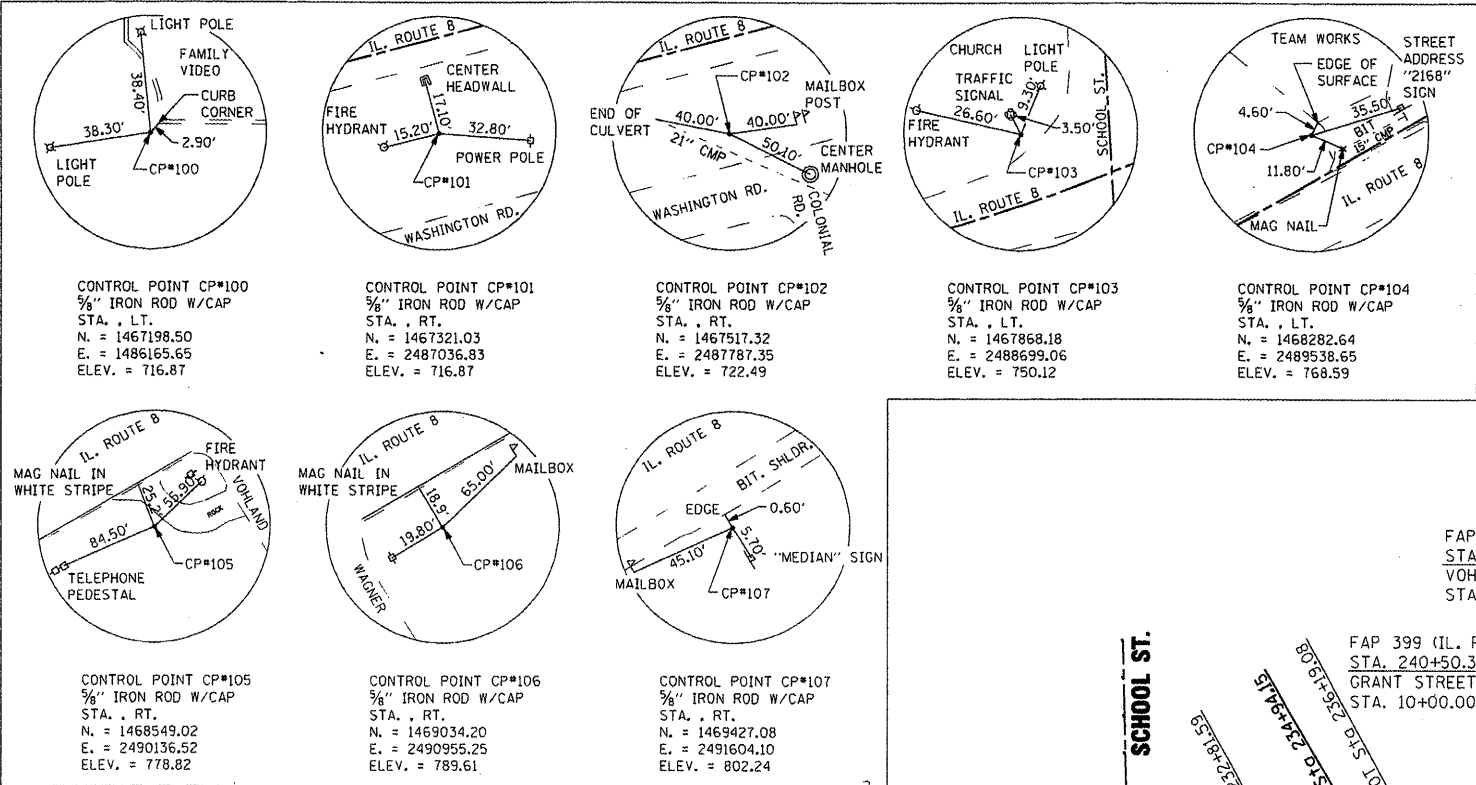 LIGHT POLE
FAMILY
VIDEO
CURB
CORNER
38.40'
38.30'
2.90'
LIGHT
POLE
CP#100
CONTROL POINT CP#100
5/8" IRON ROD W/CAP
STA. , LT.
N. = 1467198.50
E. = 1486165.65
ELEV. = 716.87
IL. ROUTE 8
CENTER
HEADWALL
17.10'
FIRE
HYDRANT
15.20'
32.80'
POWER POLE
CP#101
WASHINGTON RD.
CONTROL POINT CP#101
5/8" IRON ROD W/CAP
STA. , RT.
N. = 1467321.03
E. = 2487036.83
ELEV. = 716.87
IL. ROUTE 8
CP#102
MAILBOX
POST
END OF
CULVERT
40.00'
40.00'
21" CMP
50.10'
CENTER
MANHOLE
WASHINGTON RD.
COLONIAL
RD.
CONTROL POINT CP#102
5/8" IRON ROD W/CAP
STA. , RT.
N. = 1467517.32
E. = 2487787.35
ELEV. = 722.49
CHURCH
LIGHT
POLE
TRAFFIC
SIGNAL
9.30'
26.60'
3.50'
FIRE
HYDRANT
SCHOOL ST.
CP#103
IL. ROUTE 8
CONTROL POINT CP#103
5/8" IRON ROD W/CAP
STA. , LT.
N. = 1467868.18
E. = 2488699.06
ELEV. = 750.12
TEAM WORKS
EDGE OF
SURFACE
STREET
ADDRESS
"2168"
SIGN
4.60'
35.50'
BIT
15" CMP
CP#104
11.80'
IL. ROUTE 8
MAG NAIL
CONTROL POINT CP#104
5/8" IRON ROD W/CAP
STA. , LT.
N. = 1468282.64
E. = 2489538.65
ELEV. = 768.59
IL. ROUTE 8
FIRE
HYDRANT
MAG NAIL IN
WHITE STRIPE
25.2'
56.90'
ROCK
VOHLAND
84.50'
CP#105
TELEPHONE
PEDESTAL
CONTROL POINT CP#105
5/8" IRON ROD W/CAP
STA. , RT.
N. = 1468549.02
E. = 2490136.52
ELEV. = 778.82
IL. ROUTE 8
MAG NAIL IN
WHITE STRIPE
MAILBOX
18.9'
65.00'
19.80'
CP#106
WAGNER
CONTROL POINT CP#106
5/8" IRON ROD W/CAP
STA. , RT.
N. = 1469034.20
E. = 2490955.25
ELEV. = 789.61
IL. ROUTE 8
BIT. SHLDR.
EDGE
0.60'
5.70'
"MEDIAN" SIGN
45.10'
MAILBOX
CP#107
CONTROL POINT CP#107
5/8" IRON ROD W/CAP
STA. , RT.
N. = 1469427.08
E. = 2491604.10
ELEV. = 802.24
FAP
STA
VOH
STA
SCHOOL ST.
232+81.59
Sta 234+94.15
OT Sta 236+19.08
FAP 399 (IL. R
STA. 240+50.3
GRANT STREET
STA. 10+00.00